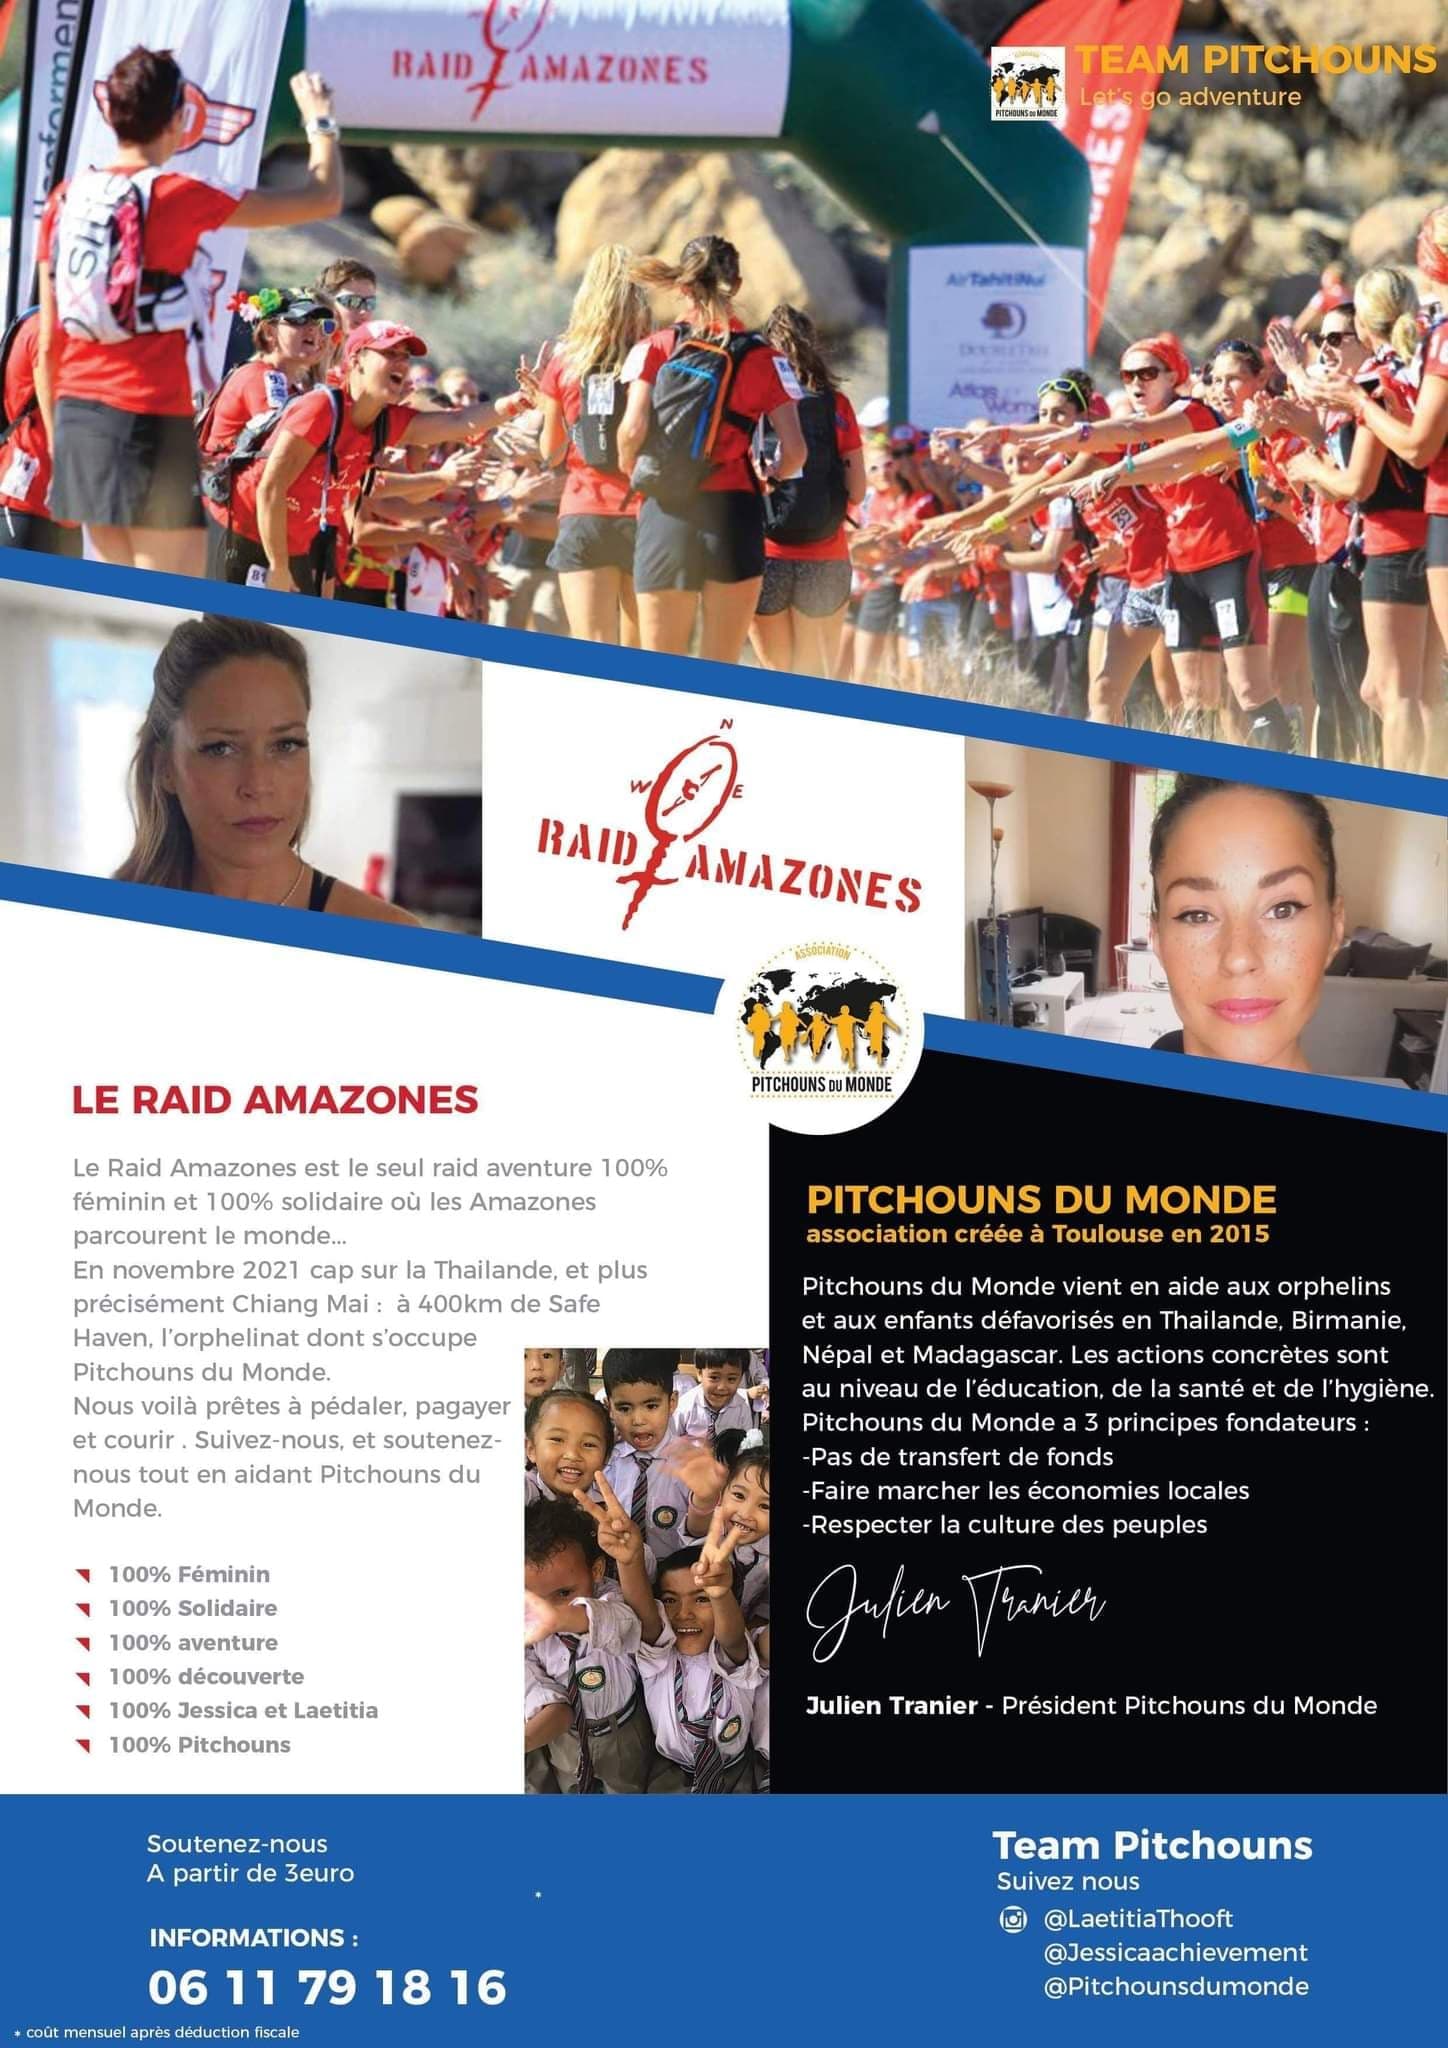 nsformen
RAID AMAZONES
TEAM PITCHOUNS
Let's go adventure
PITCHOUNS DU MONDE
AirTahitiNui
DOUBLETREE
Atlas
for
Women
81
N
W
E
RAID AMAZONES
ASSOCIATION
PITCHOUNS DU MONDE
LE RAID AMAZONES
Le Raid Amazones est le seul raid aventure 100%
féminin et 100% solidaire où les Amazones
parcourent le monde...
En novembre 2021 cap sur la Thailande, et plus
précisément Chiang Mai : à 400km de Safe
Haven, l'orphelinat dont s'occupe
Pitchouns du Monde.
Nous voilà prêtes à pédaler, pagayer
et courir . Suivez-nous, et soutenez-
nous tout en aidant Pitchouns du
Monde.
100% Féminin
100% Solidaire
100% aventure
100% découverte
100% Jessica et Laetitia
100% Pitchouns
PITCHOUNS DU MONDE
association créée à Toulouse en 2015
Pitchouns du Monde vient en aide aux orphelins
et aux enfants défavorisés en Thailande, Birmanie,
Népal et Madagascar. Les actions concrètes sont
au niveau de l'éducation, de la santé et de l'hygiène.
Pitchouns du Monde a 3 principes fondateurs :
-Pas de transfert de fonds
-Faire marcher les économies locales
-Respecter la culture des peuples
Julien Tranier
Julien Tranier - Président Pitchouns du Monde
Soutenez-nous
A partir de 3euro
*
INFORMATIONS :
06 11 79 18 16
* coût mensuel après déduction fiscale
Team Pitchouns
Suivez nous
@LaetitiaThooft
@Jessicaachievement
@Pitchounsdumonde